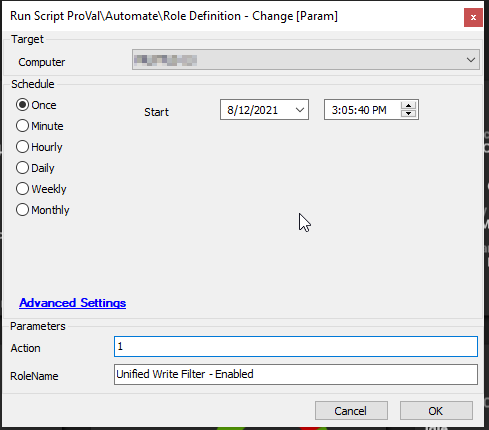 Run Script ProVal\Automate\Role Definition - Change [Param]
x
Target
Computer
Schedule
Once
Start
8/12/2021
3:05:40 PM
Minute
Hourly
Daily
Weekly
Monthly
Advanced Settings
Parameters
Action
1
RoleName
Unified Write Filter - Enabled
Cancel
OK